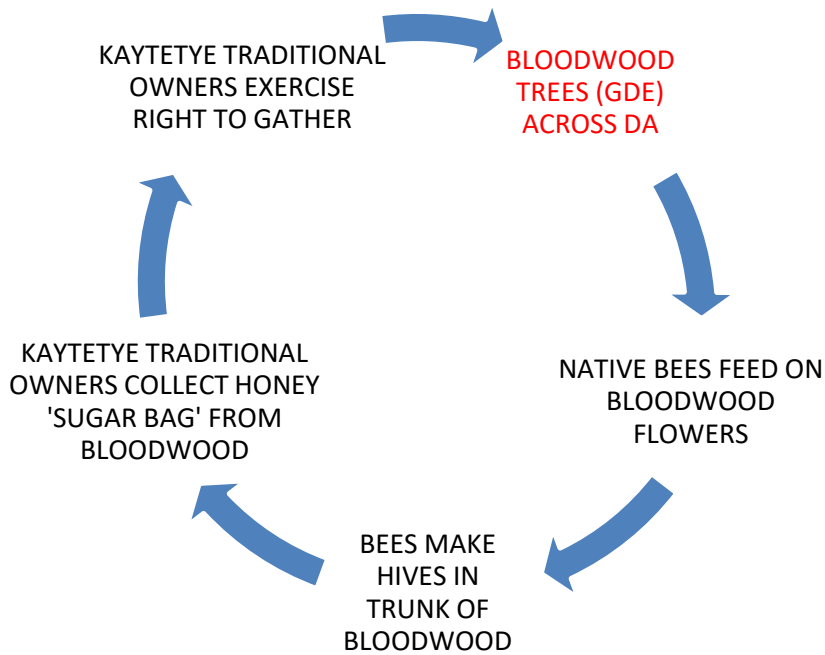 KAYTETYE TRADITIONAL
OWNERS EXERCISE
RIGHT TO GATHER
BLOODWOOD
TREES (GDE)
ACROSS DA
NATIVE BEES FEED ON
BLOODWOOD
FLOWERS
BEES MAKE
HIVES IN
TRUNK OF
BLOODWOOD
KAYTETYE TRADITIONAL
OWNERS COLLECT HONEY
'SUGAR BAG' FROM
BLOODWOOD